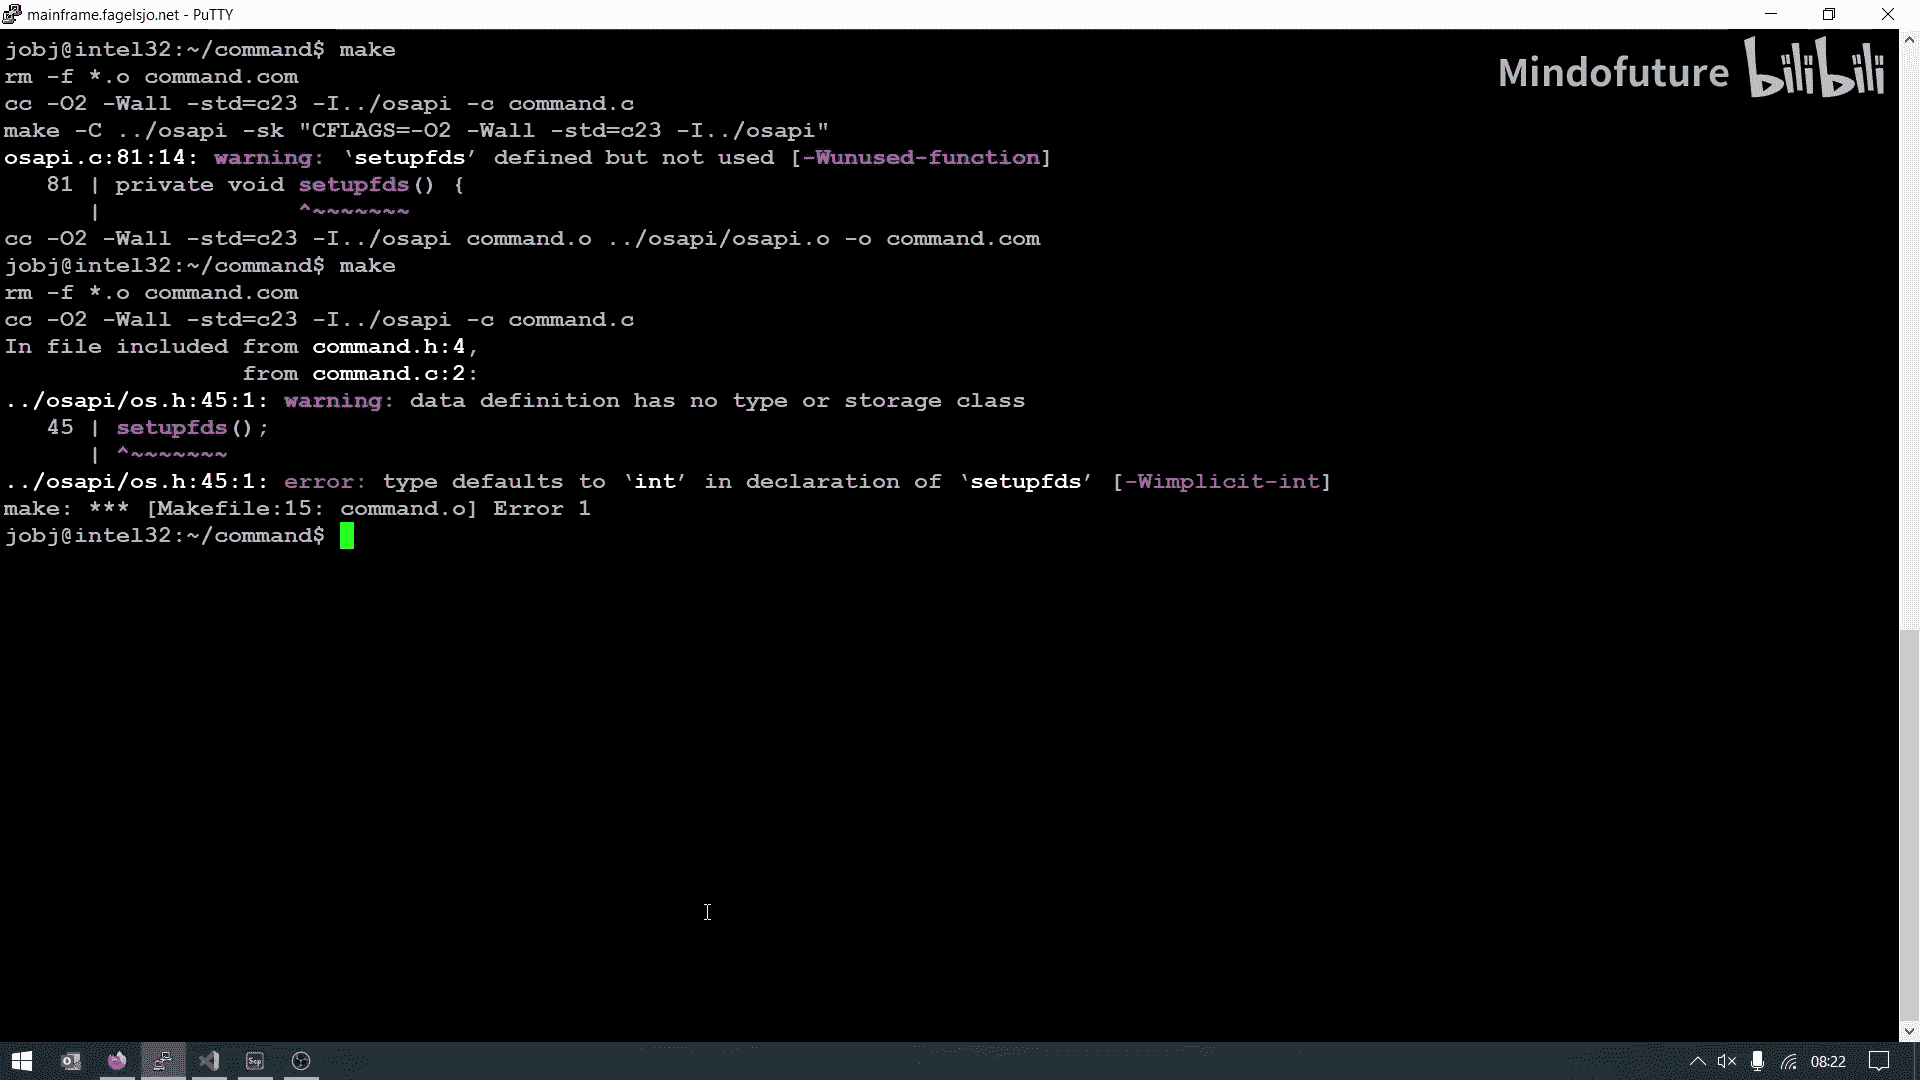 mainframe.fagelsjo.net - PuTTY
jobj@intel32:~/command$ make
rm -f *.o command.com
cc -O2 -Wall -std=c23 -I../osapi -c command.c
make -C ../osapi -sk "CFLAGS=-O2 -Wall -std=c23 -I../osapi"
osapi.c:81:14: warning: ‘setupfds’ defined but not used [-Wunused-function]
   81 | private void setupfds() {
      |              ^~~~~~~~
cc -O2 -Wall -std=c23 -I../osapi command.o ../osapi/osapi.o -o command.com
jobj@intel32:~/command$ make
rm -f *.o command.com
cc -O2 -Wall -std=c23 -I../osapi -c command.c
In file included from command.h:4,
                 from command.c:2:
../osapi/os.h:45:1: warning: data definition has no type or storage class
   45 | setupfds();
      | ^~~~~~~~
../osapi/os.h:45:1: error: type defaults to ‘int’ in declaration of ‘setupfds’ [-Wimplicit-int]
make: *** [Makefile:15: command.o] Error 1
jobj@intel32:~/command$
Mindofuture bilibili
08:22